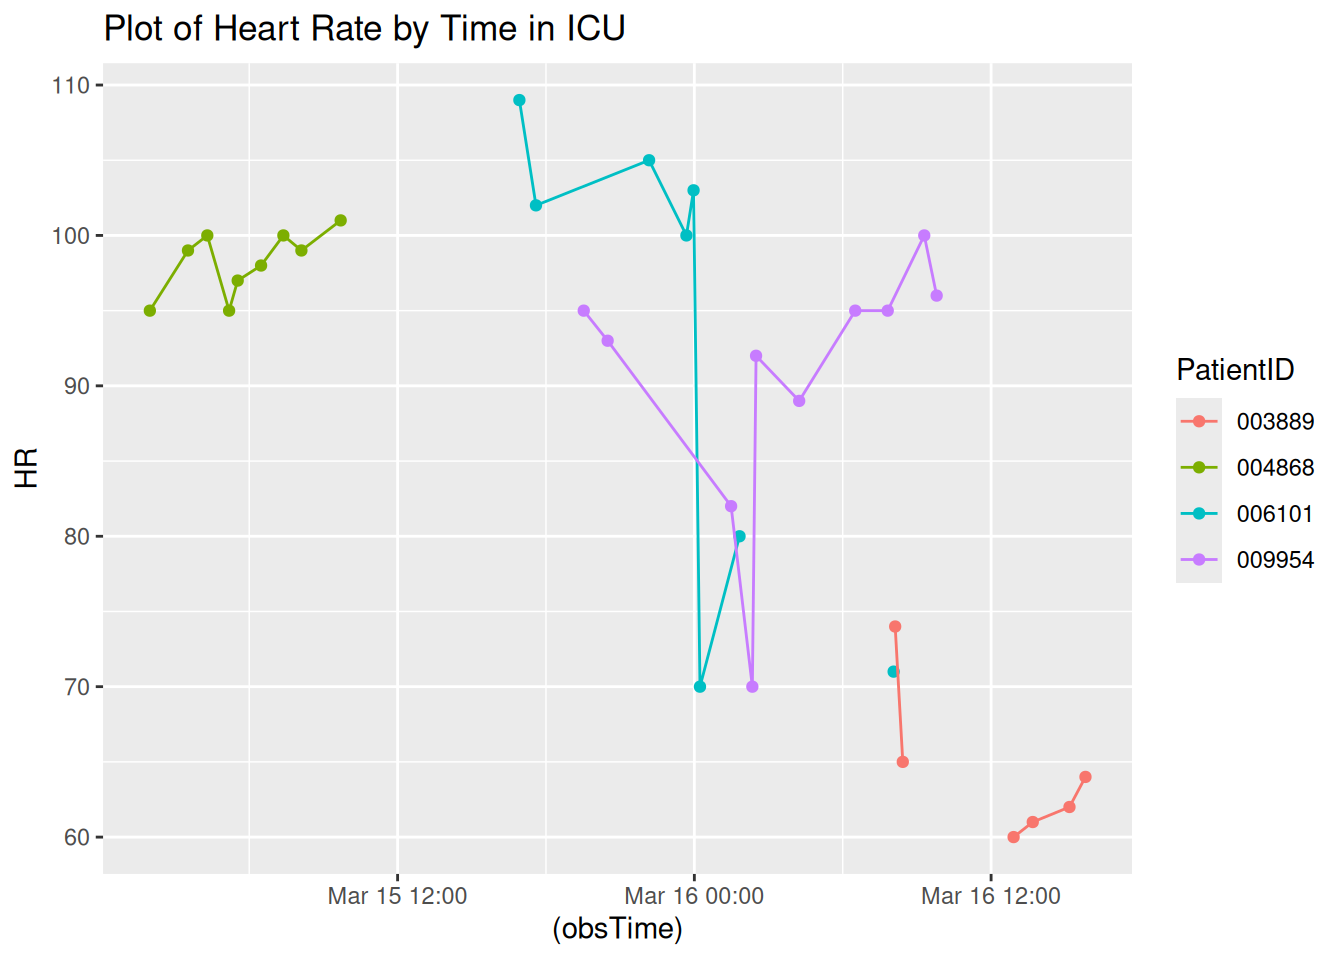 Plot of Heart Rate by Time in ICU
110
100
90
80
70
60
HR
Mar 15 12:00
Mar 16 00:00
Mar 16 12:00
(obsTime)
PatientID
003889
004868
006101
009954